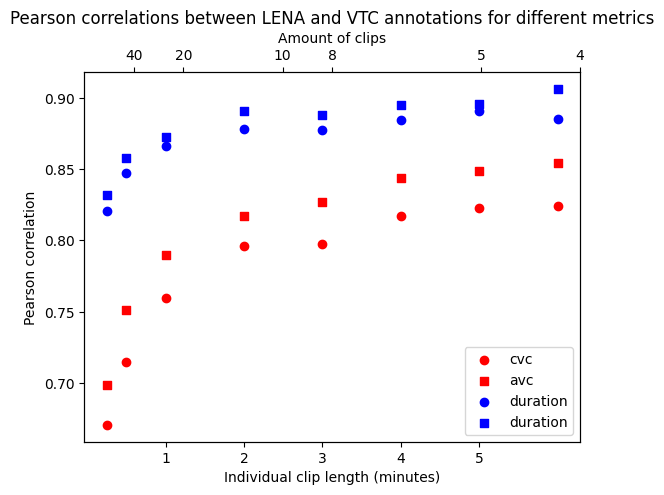 Pearson correlations between LENA and VTC annotations for different metrics
Amount of clips
40 20 10 8 5 4
0.90
0.85
0.80
0.75
0.70
Pearson correlation
cvc
avc
duration
duration
1 2 3 4 5
Individual clip length (minutes)